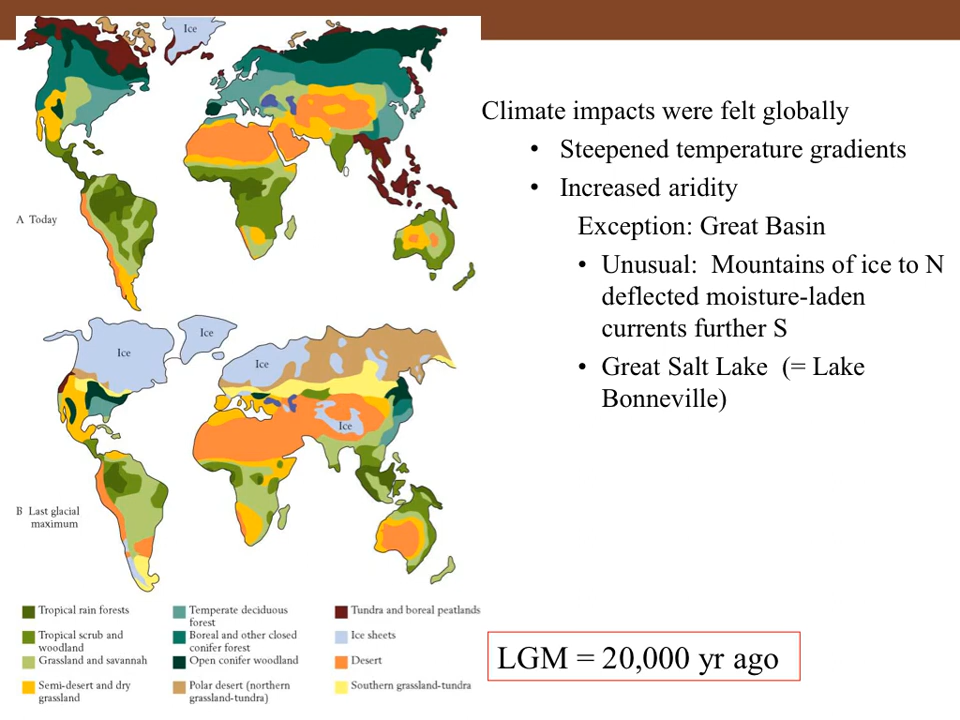 Ice
A Today
Ice
Ice
Ice
Ice
B Last glacial
maximum
Tropical rain forests
Tropical scrub and
woodland
Grassland and savannah
Semi-desert and dry
grassland
Temperate deciduous
forest
Boreal and other closed
conifer forest
Open conifer woodland
Polar desert (northern
grassland-tundra)
Tundra and boreal peatlands
Ice sheets
Desert
Southern grassland-tundra
Climate impacts were felt globally
• Steepened temperature gradients
• Increased aridity
Exception: Great Basin
• Unusual: Mountains of ice to N
deflected moisture-laden
currents further S
• Great Salt Lake (= Lake
Bonneville)
LGM = 20,000 yr ago